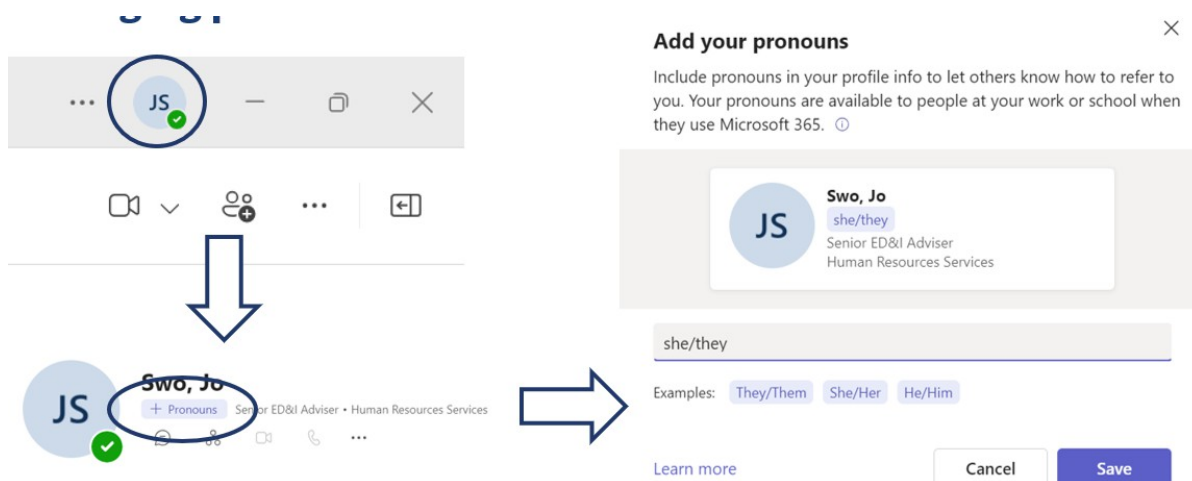 JS
JS
Swo, Jo
+ Pronouns Senior ED&I Adviser • Human Resources Services
Add your pronouns
Include pronouns in your profile info to let others know how to refer to
you. Your pronouns are available to people at your work or school when
they use Microsoft 365.
JS
Swo, Jo
she/they
Senior ED&I Adviser
Human Resources Services
she/they
Examples: They/Them She/Her He/Him
Learn more Cancel Save